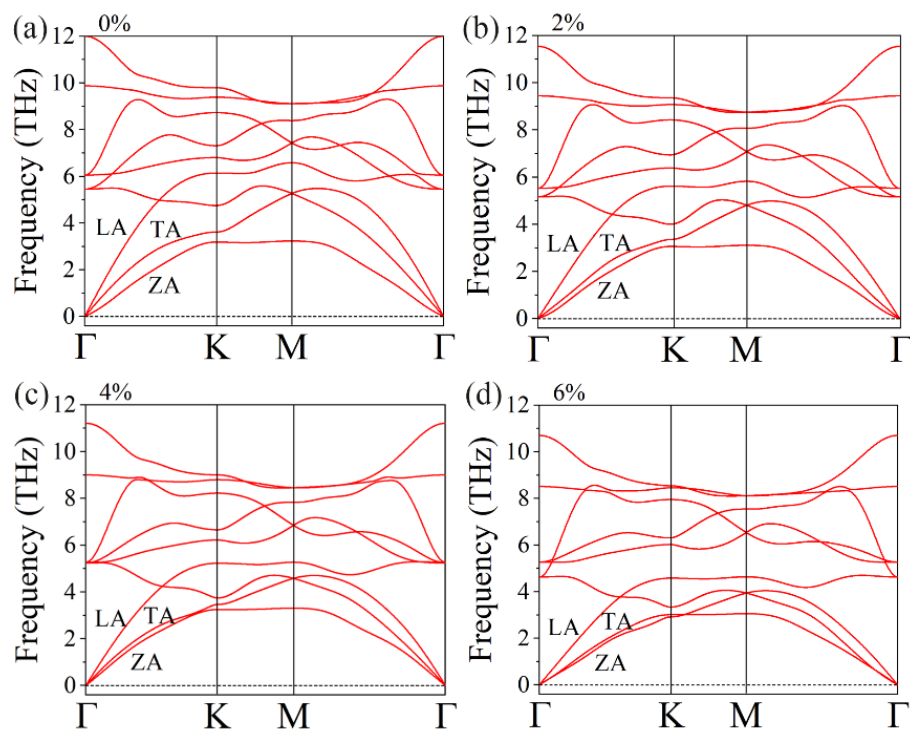 (a) 0%
Frequency (THz)
12
10
8
6
4
2
0
LA
TA
ZA
Γ K M Γ
(b) 2%
Frequency (THz)
12
10
8
6
4
2
0
LA
TA
ZA
Γ K M Γ
(c) 4%
Frequency (THz)
12
10
8
6
4
2
0
LA
TA
ZA
Γ K M Γ
(d) 6%
Frequency (THz)
12
10
8
6
4
2
0
LA
TA
ZA
Γ K M Γ